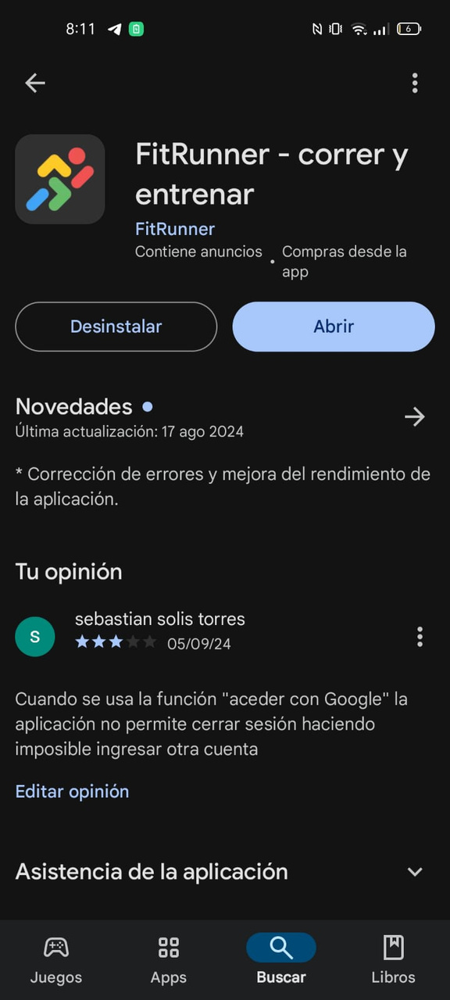 8:11
6
FitRunner - correr y
entrenar
FitRunner
Contiene anuncios • Compras desde la
app
Desinstalar
Abrir
Novedades
Última actualización: 17 ago 2024
* Corrección de errores y mejora del rendimiento de
la aplicación.
Tu opinión
S
sebastian solis torres
05/09/24
Cuando se usa la función "aceder con Google" la
aplicación no permite cerrar sesión haciendo
imposible ingresar otra cuenta
Editar opinión
Asistencia de la aplicación
Juegos
Apps
Buscar
Libros